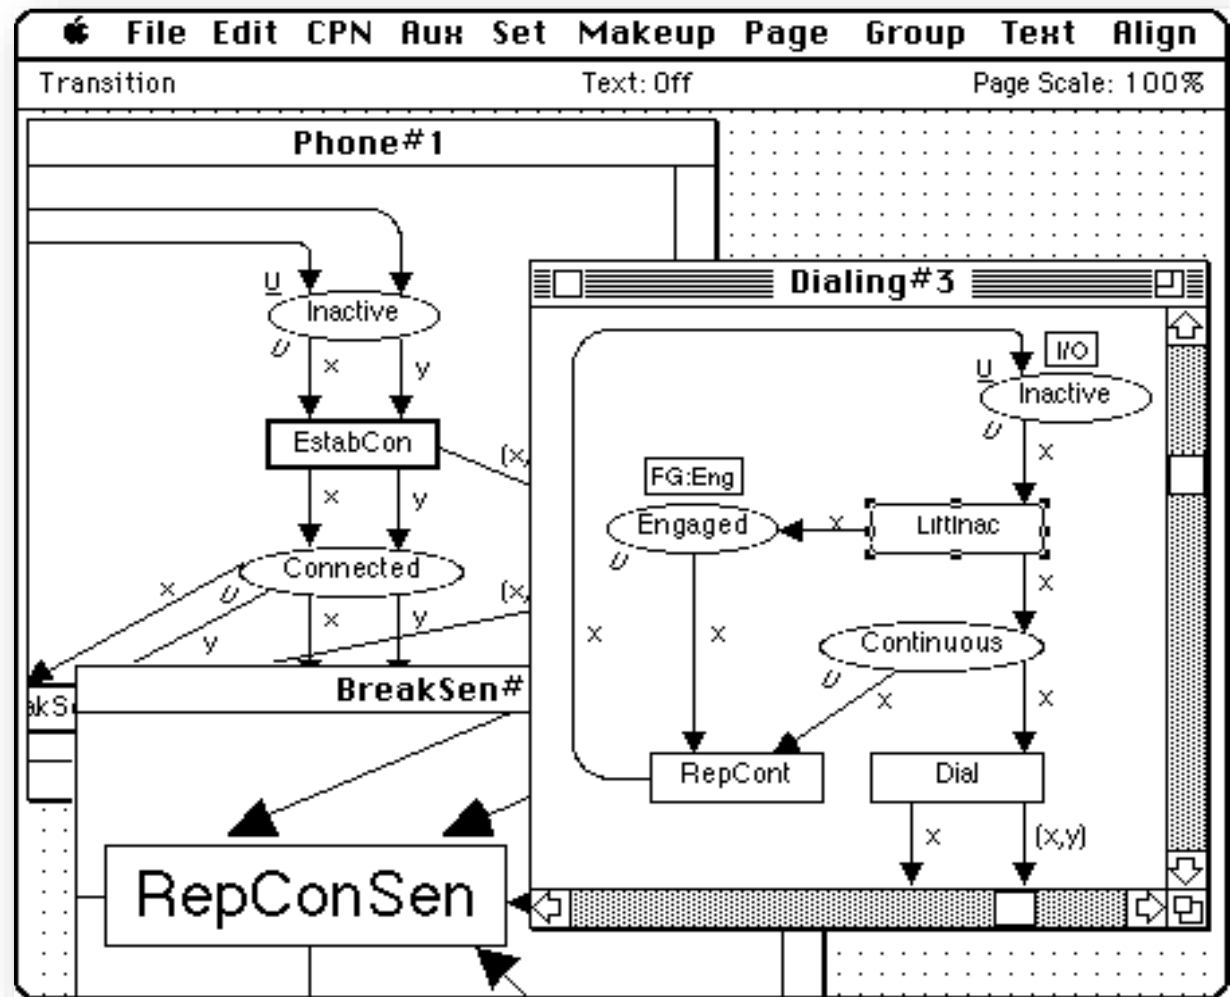 File Edit CPN Aux Set Makeup Page Group Text Align
Transition Text: Off Page Scale: 100%
Phone#1
U
Inactive
U
x y
EstabCon
(x,
x y
Connected
U
x
x y
(x,
y
akSe
BreakSen#
RepConSen
Dialing#3
I/O
U
Inactive
U
x
FG:Eng
Engaged
x
LiftInac
U
x
x
x
Continuous
U
x
x
RepCont
Dial
x
(x,y)